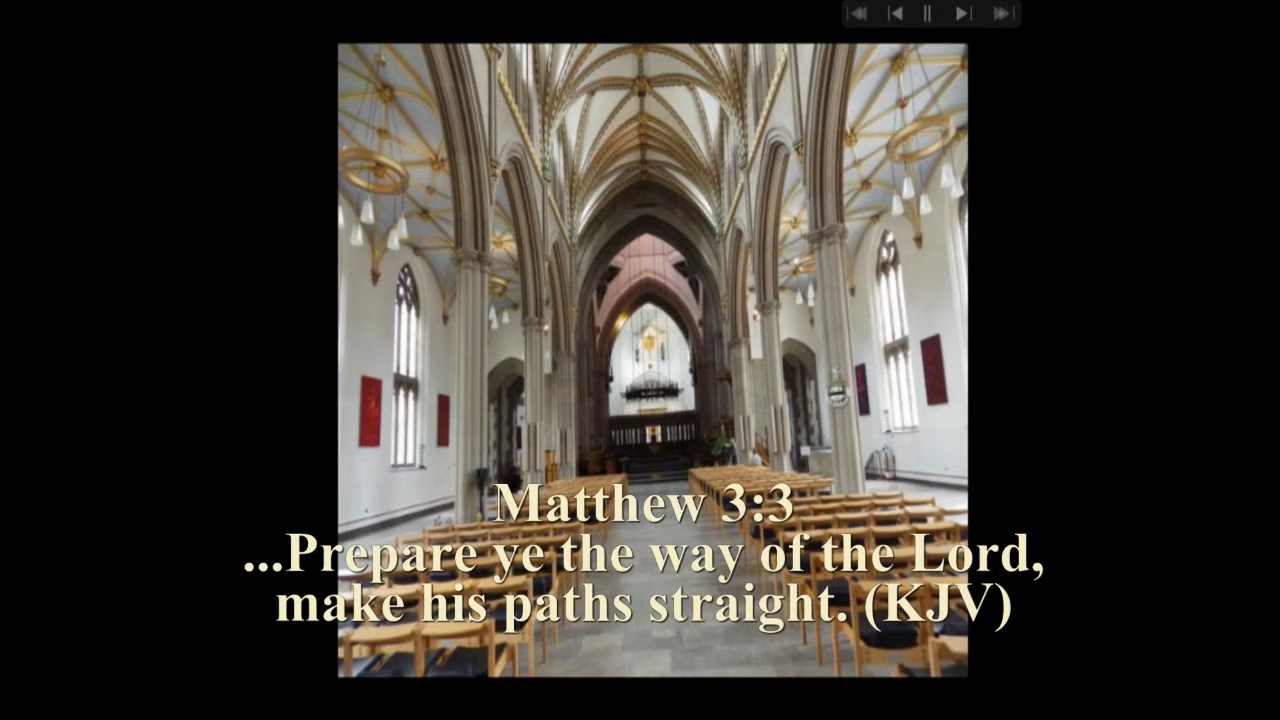 Matthew 3:3
...Prepare ye the way of the Lord,
make his paths straight. (KJV)